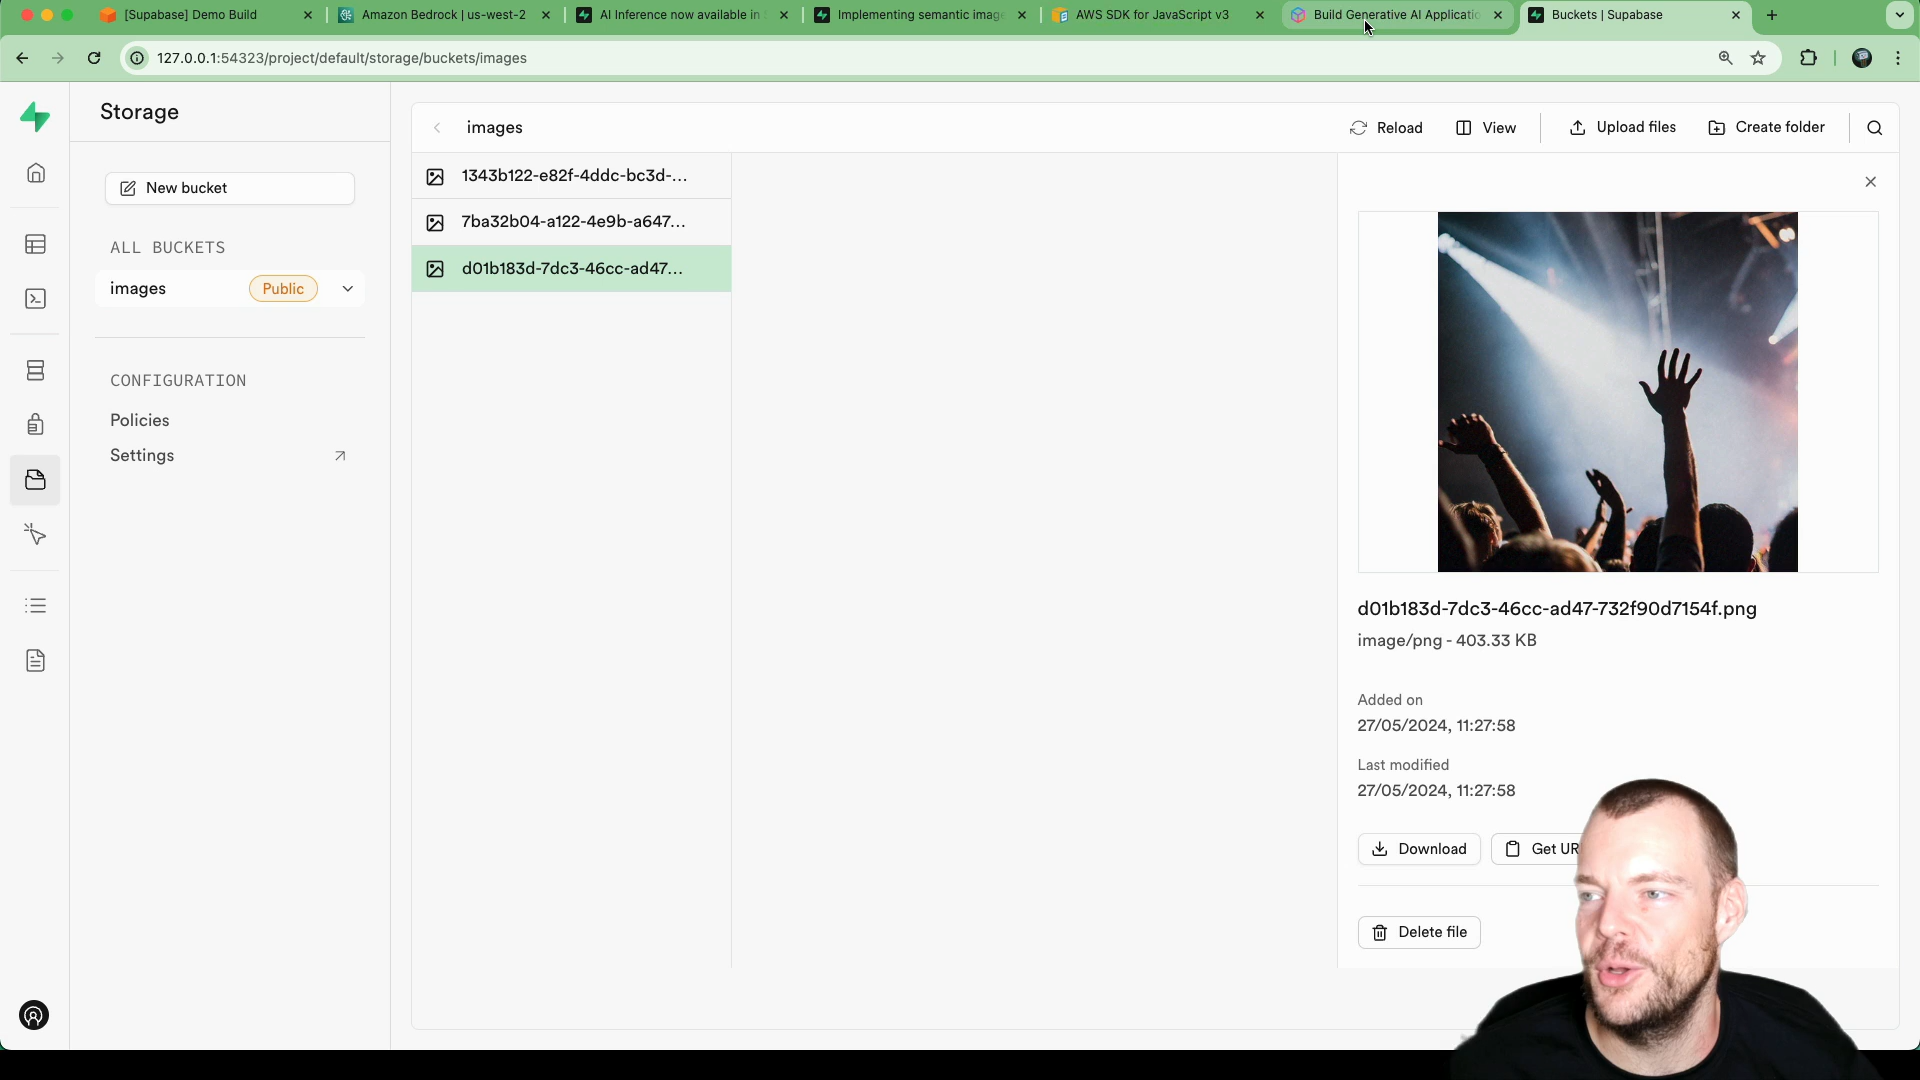 [Supabase] Demo Build
Amazon Bedrock | us-west-2
AI Inference now available in
Implementing semantic image
AWS SDK for JavaScript v3
Build Generative AI Applicatio
Buckets | Supabase
127.0.0.1:54323/project/default/storage/buckets/images
Storage
New bucket
ALL BUCKETS
images
Public
CONFIGURATION
Policies
Settings
images
Reload
View
Upload files
Create folder
1343b122-e82f-4ddc-bc3d-...
7ba32b04-a122-4e9b-a647...
d01b183d-7dc3-46cc-ad47...
d01b183d-7dc3-46cc-ad47-732f90d7154f.png
image/png - 403.33 KB
Added on
27/05/2024, 11:27:58
Last modified
27/05/2024, 11:27:58
Download
Get UR
Delete file